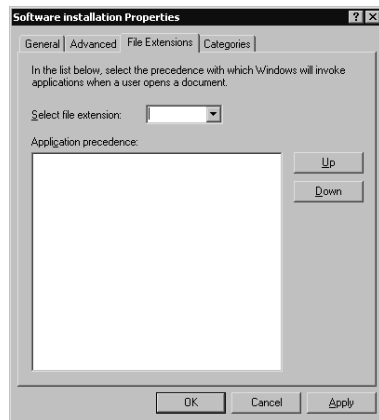 Software installation Properties
General Advanced File Extensions Categories
In the list below, select the precedence with which Windows will invoke
applications when a user opens a document.
Select file extension:
Application precedence:
Up
Down
OK Cancel Apply